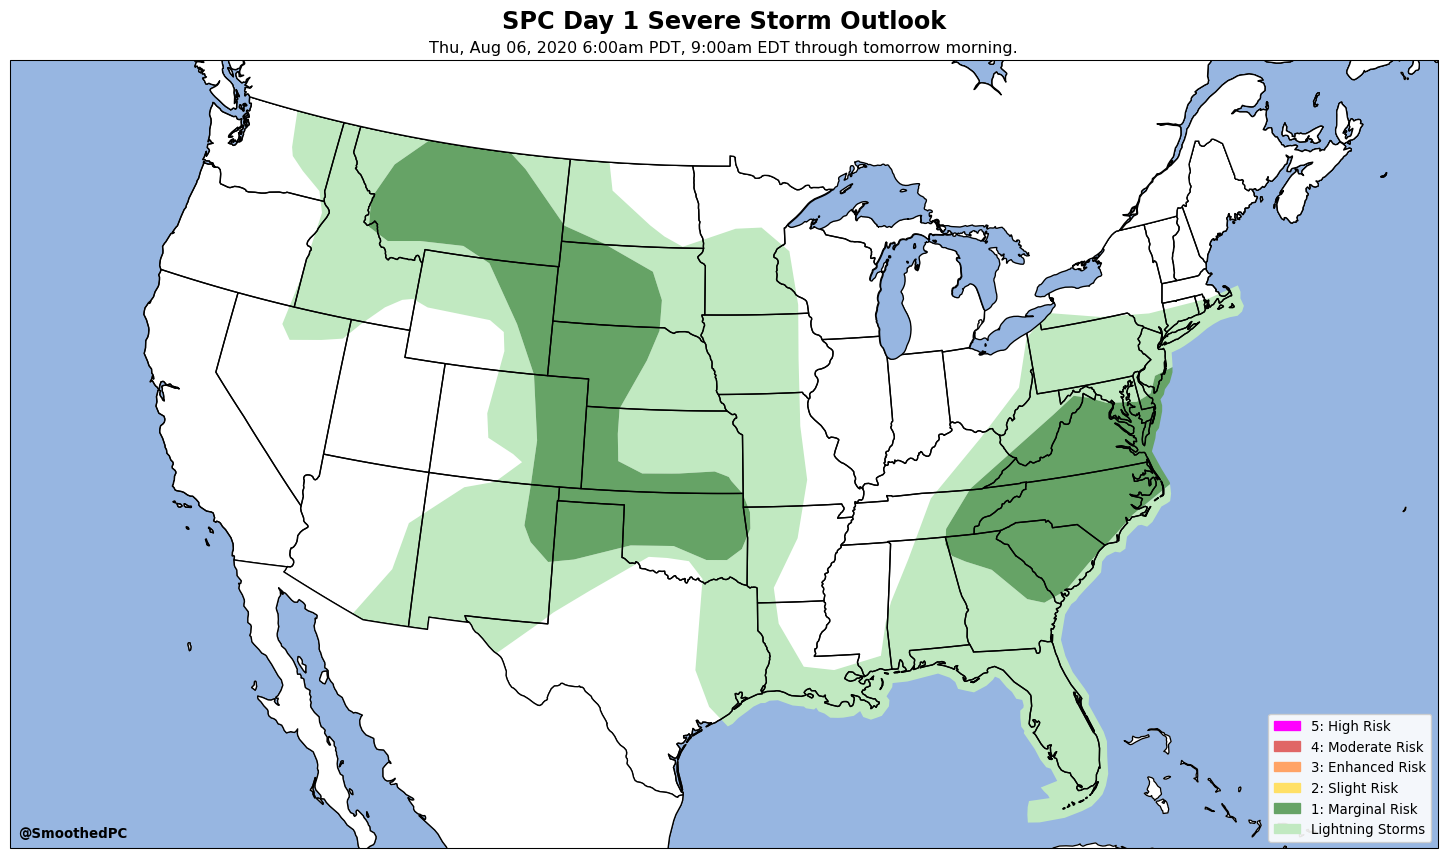 SPC Day 1 Severe Storm Outlook
Thu, Aug 06, 2020 6:00am PDT, 9:00am EDT through tomorrow morning.
5: High Risk
4: Moderate Risk
3: Enhanced Risk
2: Slight Risk
1: Marginal Risk
Lightning Storms
@SmoothedPC